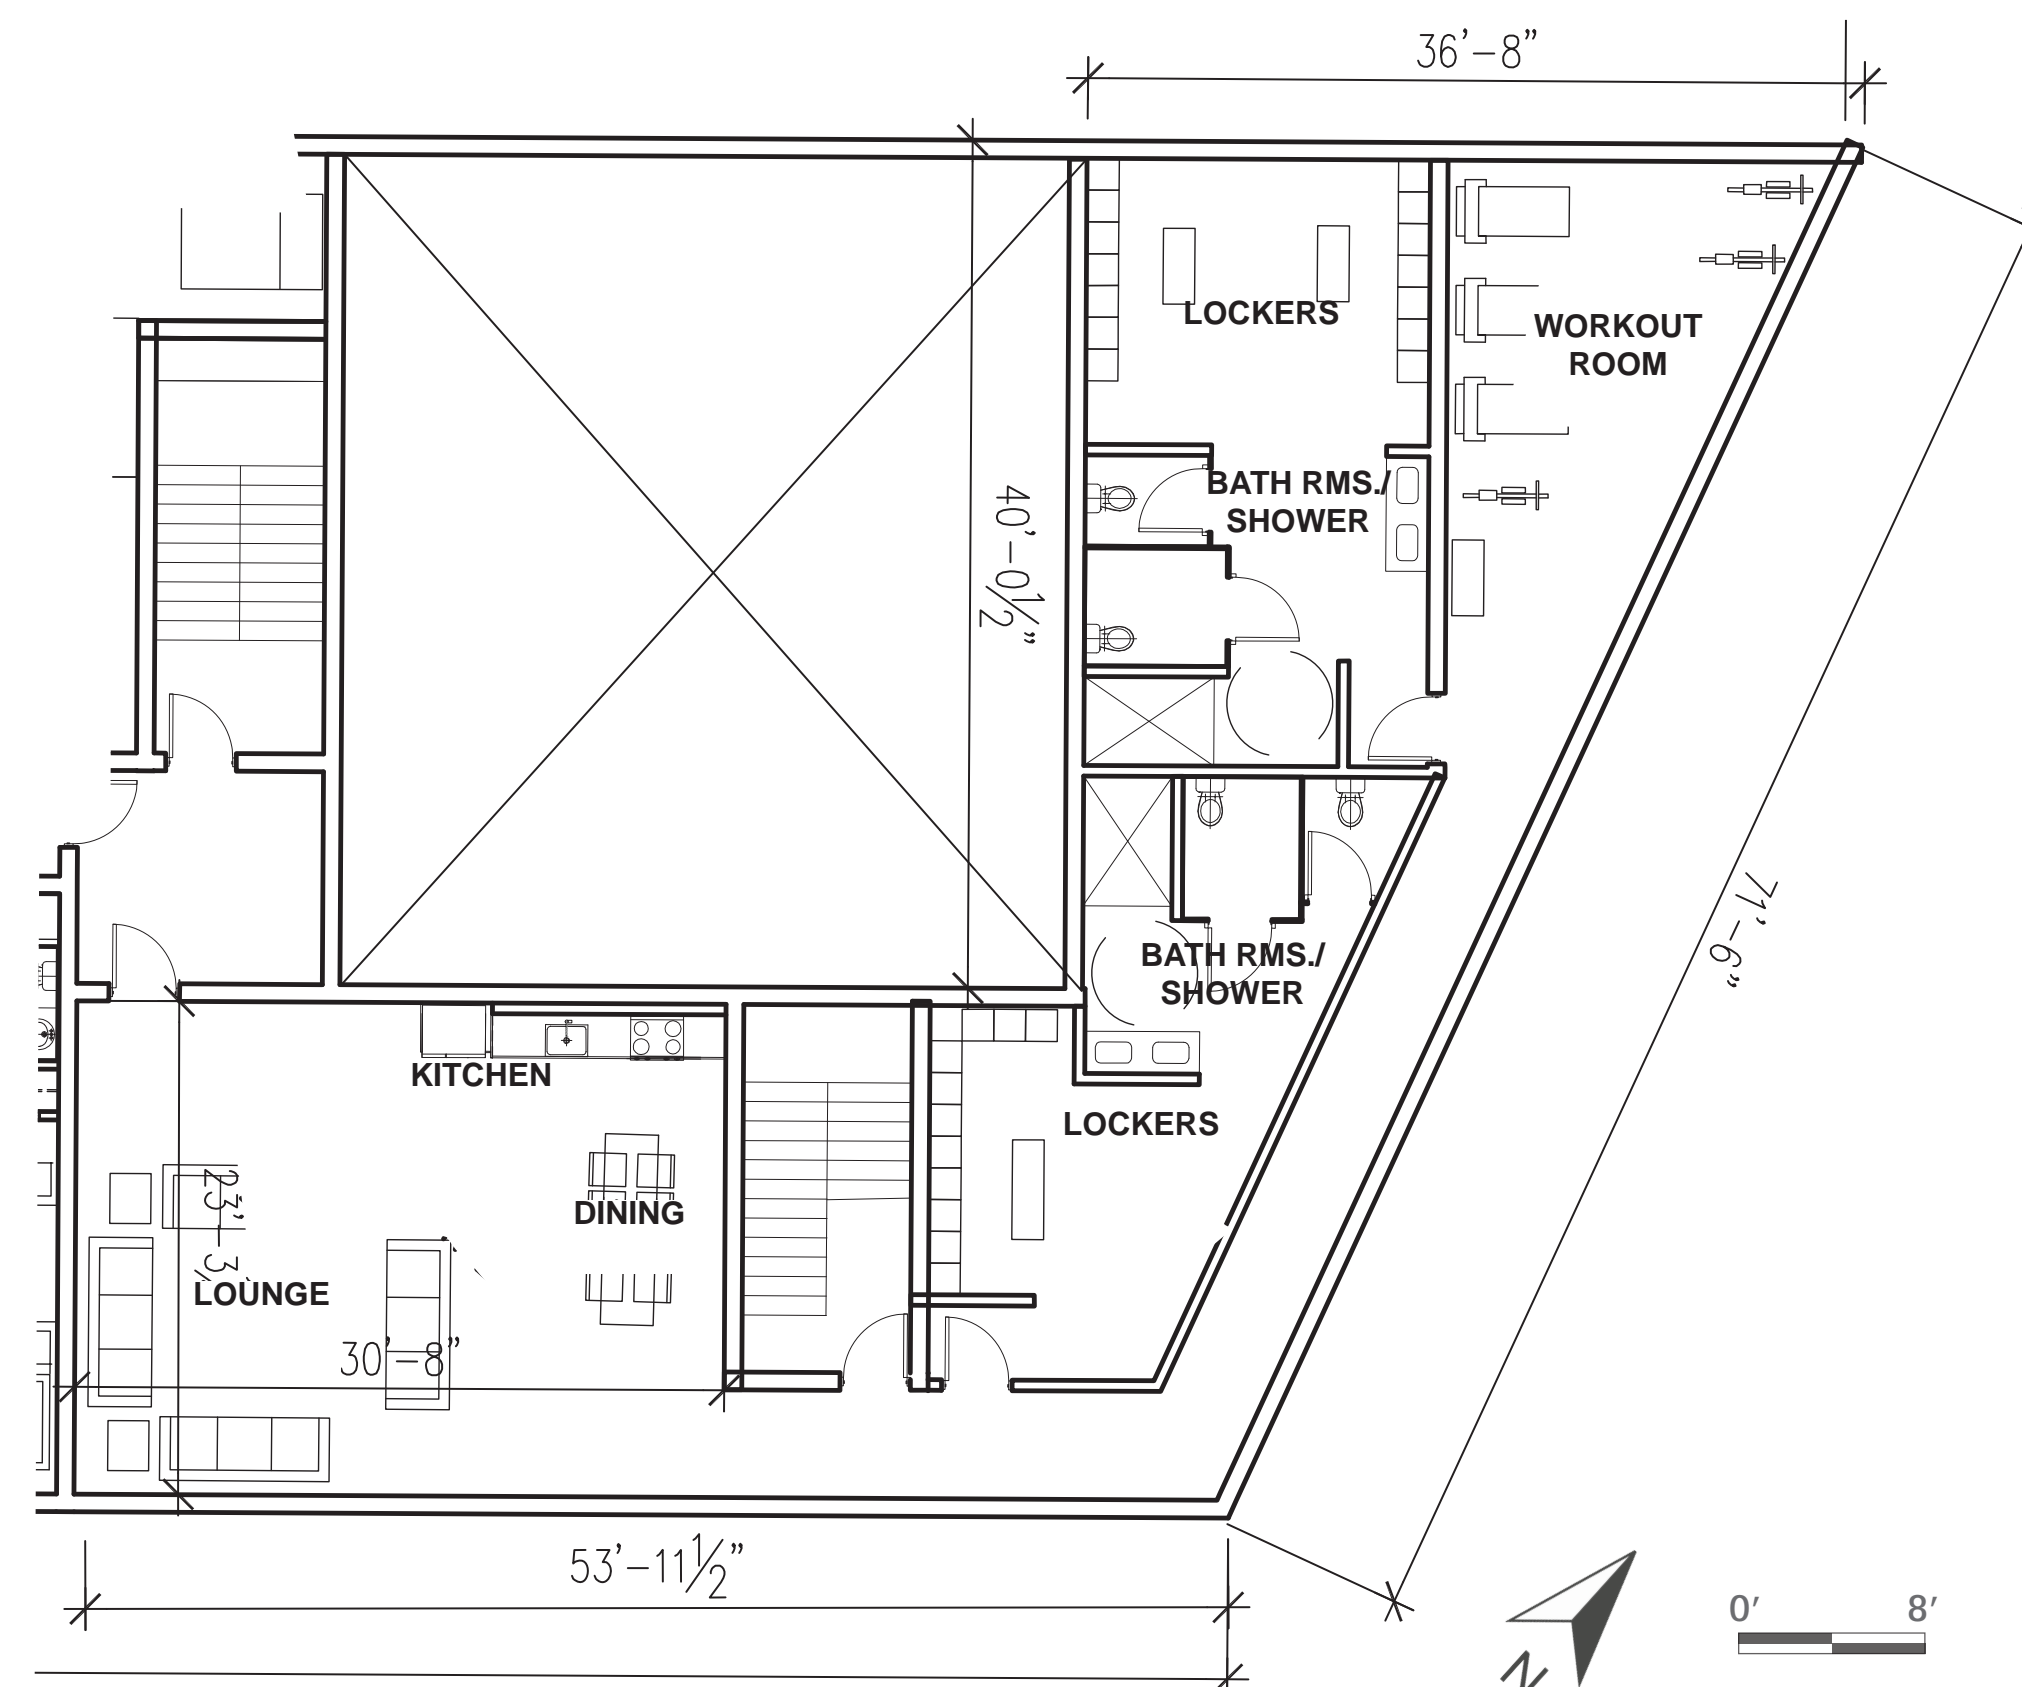 36'–8"
LOCKERS
WORKOUT
ROOM
BATH RMS./
SHOWER
40'–0½"
71'–6"
BATH RMS./
SHOWER
KITCHEN
LOCKERS
DINING
23'–3
LOUNGE
30'–8"
53'–11½"
0'
8'
N